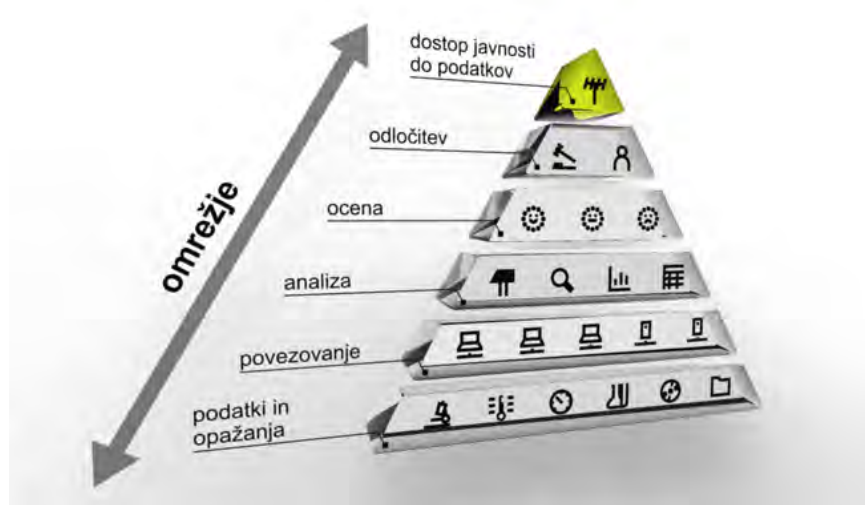 dostop javnosti
do podatkov
odločitev
ocena
omrežje
analiza
povezovanje
podatki in
opažanja